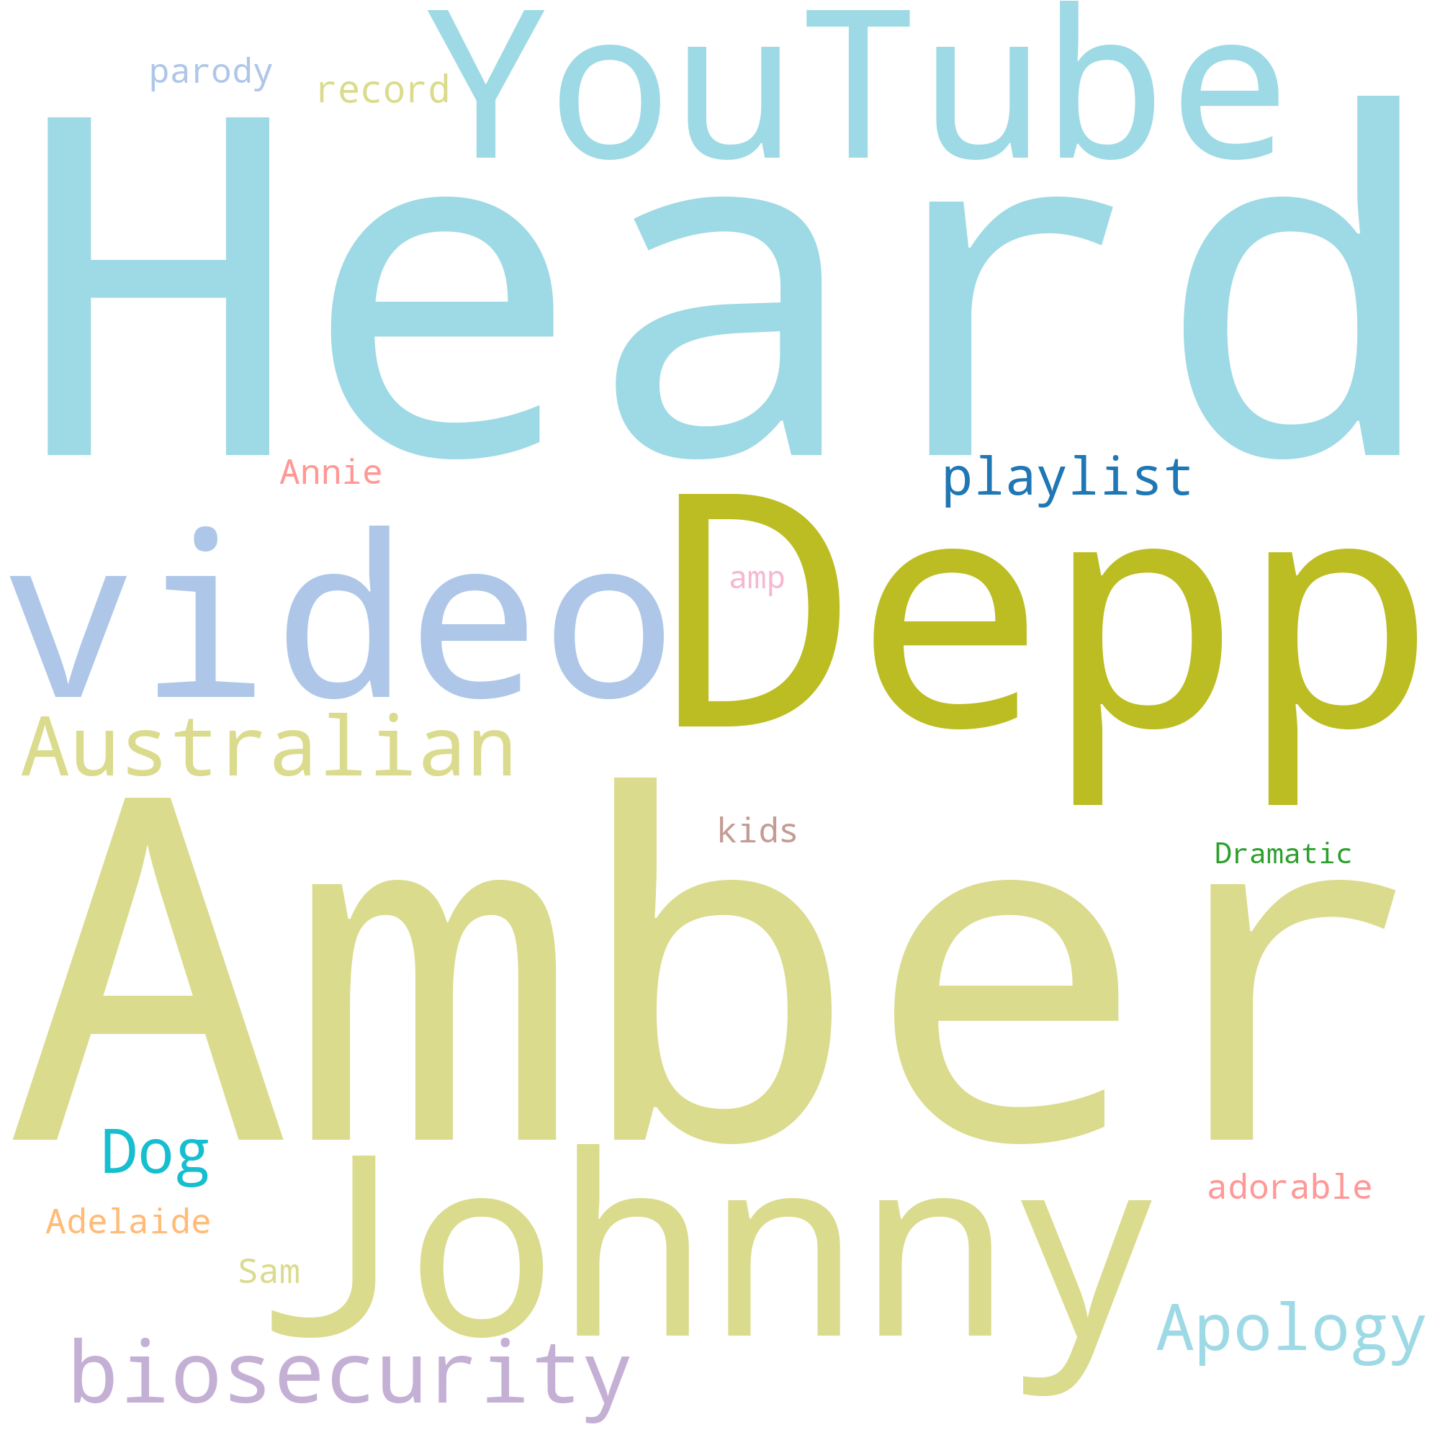 YouTube
parody
record
Heard
Annie
playlist
video
Depp
amp
Australian
Amber
kids
Dramatic
Dog
Johnny
adorable
Adelaide
Sam
Apology
biosecurity